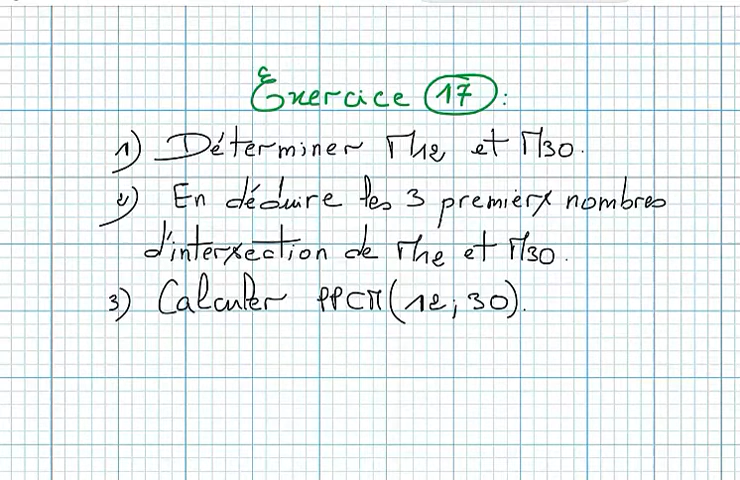 Exercice 17 :
1) Déterminer M12 et M30.
2) En déduire les 3 premiers nombres
d'intersection de M12 et M30.
3) Calculer PPCM(12 ; 30).